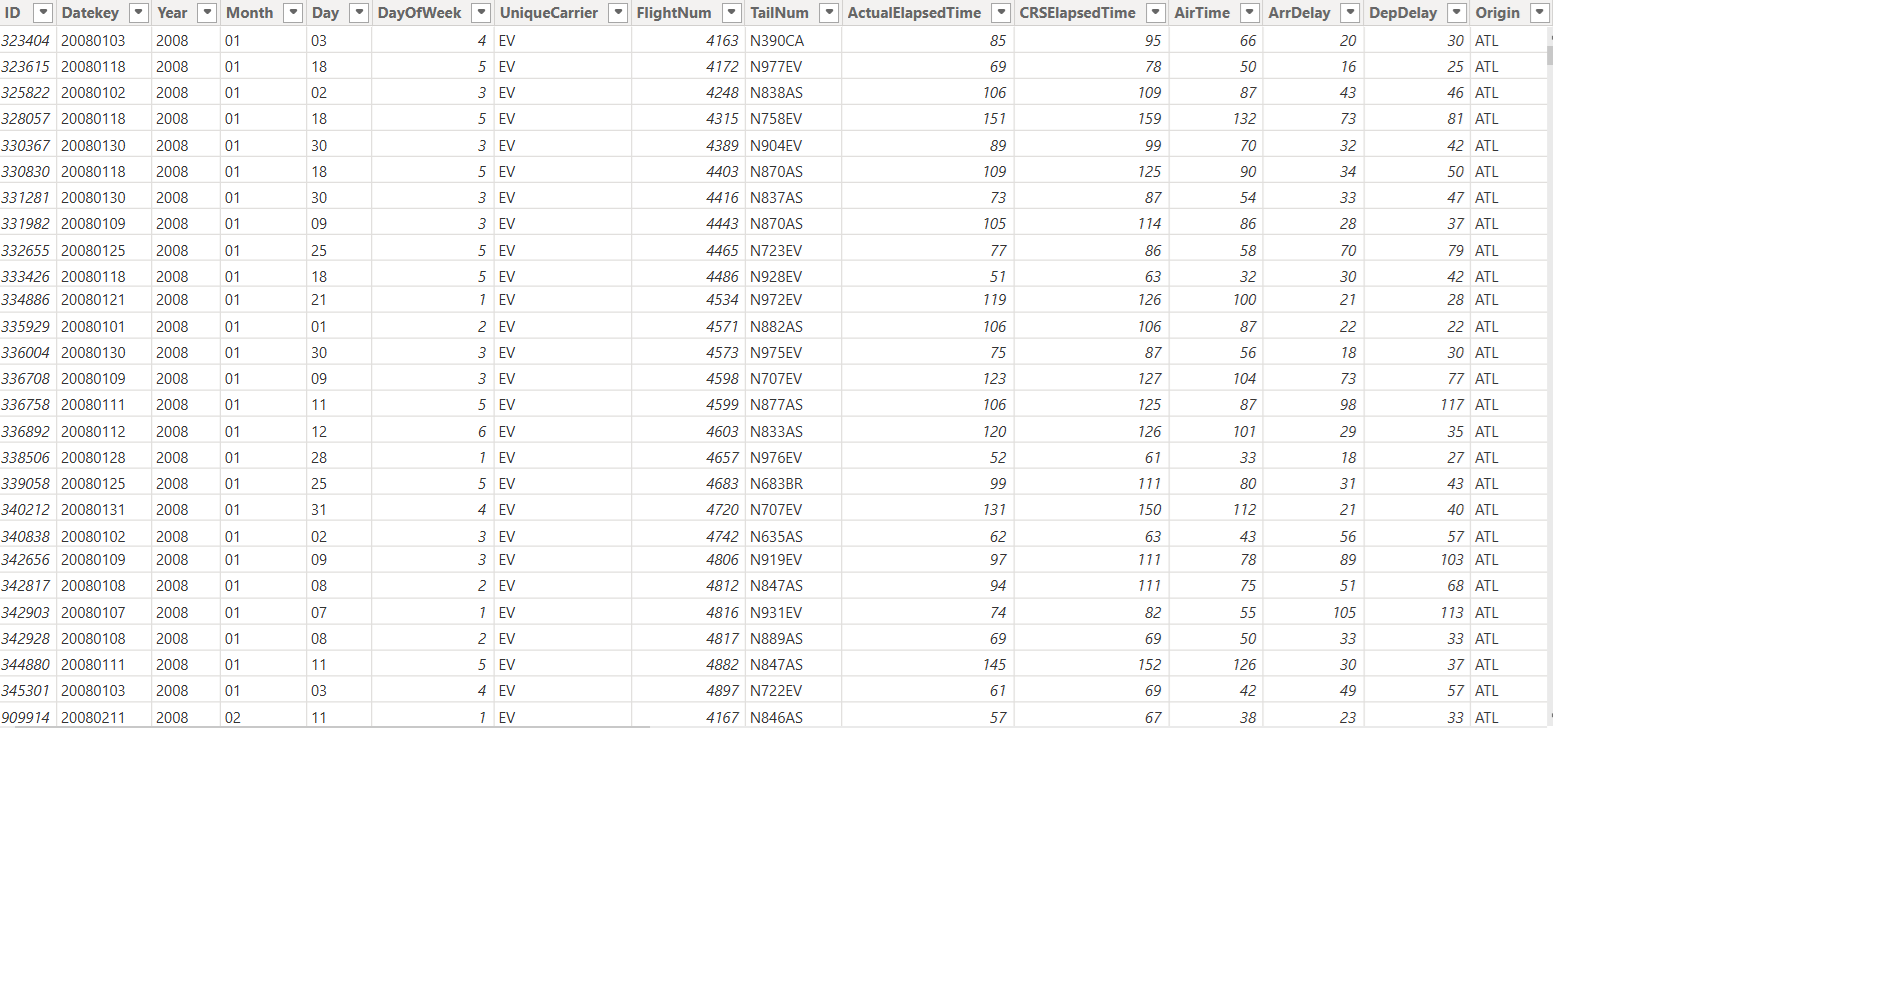 ID Datekey Year Month Day DayOfWeek UniqueCarrier FlightNum TailNum ActualElapsedTime CRSElapsedTime AirTime ArrDelay DepDelay Origin
323404 20080103 2008 01 03 4 EV 4163 N390CA 85 95 66 20 30 ATL
323615 20080118 2008 01 18 5 EV 4172 N977EV 69 78 50 16 25 ATL
325822 20080102 2008 01 02 3 EV 4248 N838AS 106 109 87 43 46 ATL
328057 20080118 2008 01 18 5 EV 4315 N758EV 151 159 132 73 81 ATL
330367 20080130 2008 01 30 3 EV 4389 N904EV 89 99 70 32 42 ATL
330830 20080118 2008 01 18 5 EV 4403 N870AS 109 125 90 34 50 ATL
331281 20080130 2008 01 30 3 EV 4416 N837AS 73 87 54 33 47 ATL
331982 20080109 2008 01 09 3 EV 4443 N870AS 105 114 86 28 37 ATL
332655 20080125 2008 01 25 5 EV 4465 N723EV 77 86 58 70 79 ATL
333426 20080118 2008 01 18 5 EV 4486 N928EV 51 63 32 30 42 ATL
334886 20080121 2008 01 21 1 EV 4534 N972EV 119 126 100 21 28 ATL
335929 20080101 2008 01 01 2 EV 4571 N882AS 106 106 87 22 22 ATL
336004 20080130 2008 01 30 3 EV 4573 N975EV 75 87 56 18 30 ATL
336708 20080109 2008 01 09 3 EV 4598 N707EV 123 127 104 73 77 ATL
336758 20080111 2008 01 11 5 EV 4599 N877AS 106 125 87 98 117 ATL
336892 20080112 2008 01 12 6 EV 4603 N833AS 120 126 101 29 35 ATL
338506 20080128 2008 01 28 1 EV 4657 N976EV 52 61 33 18 27 ATL
339058 20080125 2008 01 25 5 EV 4683 N683BR 99 111 80 31 43 ATL
340212 20080131 2008 01 31 4 EV 4720 N707EV 131 150 112 21 40 ATL
340838 20080102 2008 01 02 3 EV 4742 N635AS 62 63 43 56 57 ATL
342656 20080109 2008 01 09 3 EV 4806 N919EV 97 111 78 89 103 ATL
342817 20080108 2008 01 08 2 EV 4812 N847AS 94 111 75 51 68 ATL
342903 20080107 2008 01 07 1 EV 4816 N931EV 74 82 55 105 113 ATL
342928 20080108 2008 01 08 2 EV 4817 N889AS 69 69 50 33 33 ATL
344880 20080111 2008 01 11 5 EV 4882 N847AS 145 152 126 30 37 ATL
345301 20080103 2008 01 03 4 EV 4897 N722EV 61 69 42 49 57 ATL
909914 20080211 2008 02 11 1 EV 4167 N846AS 57 67 38 23 33 ATL